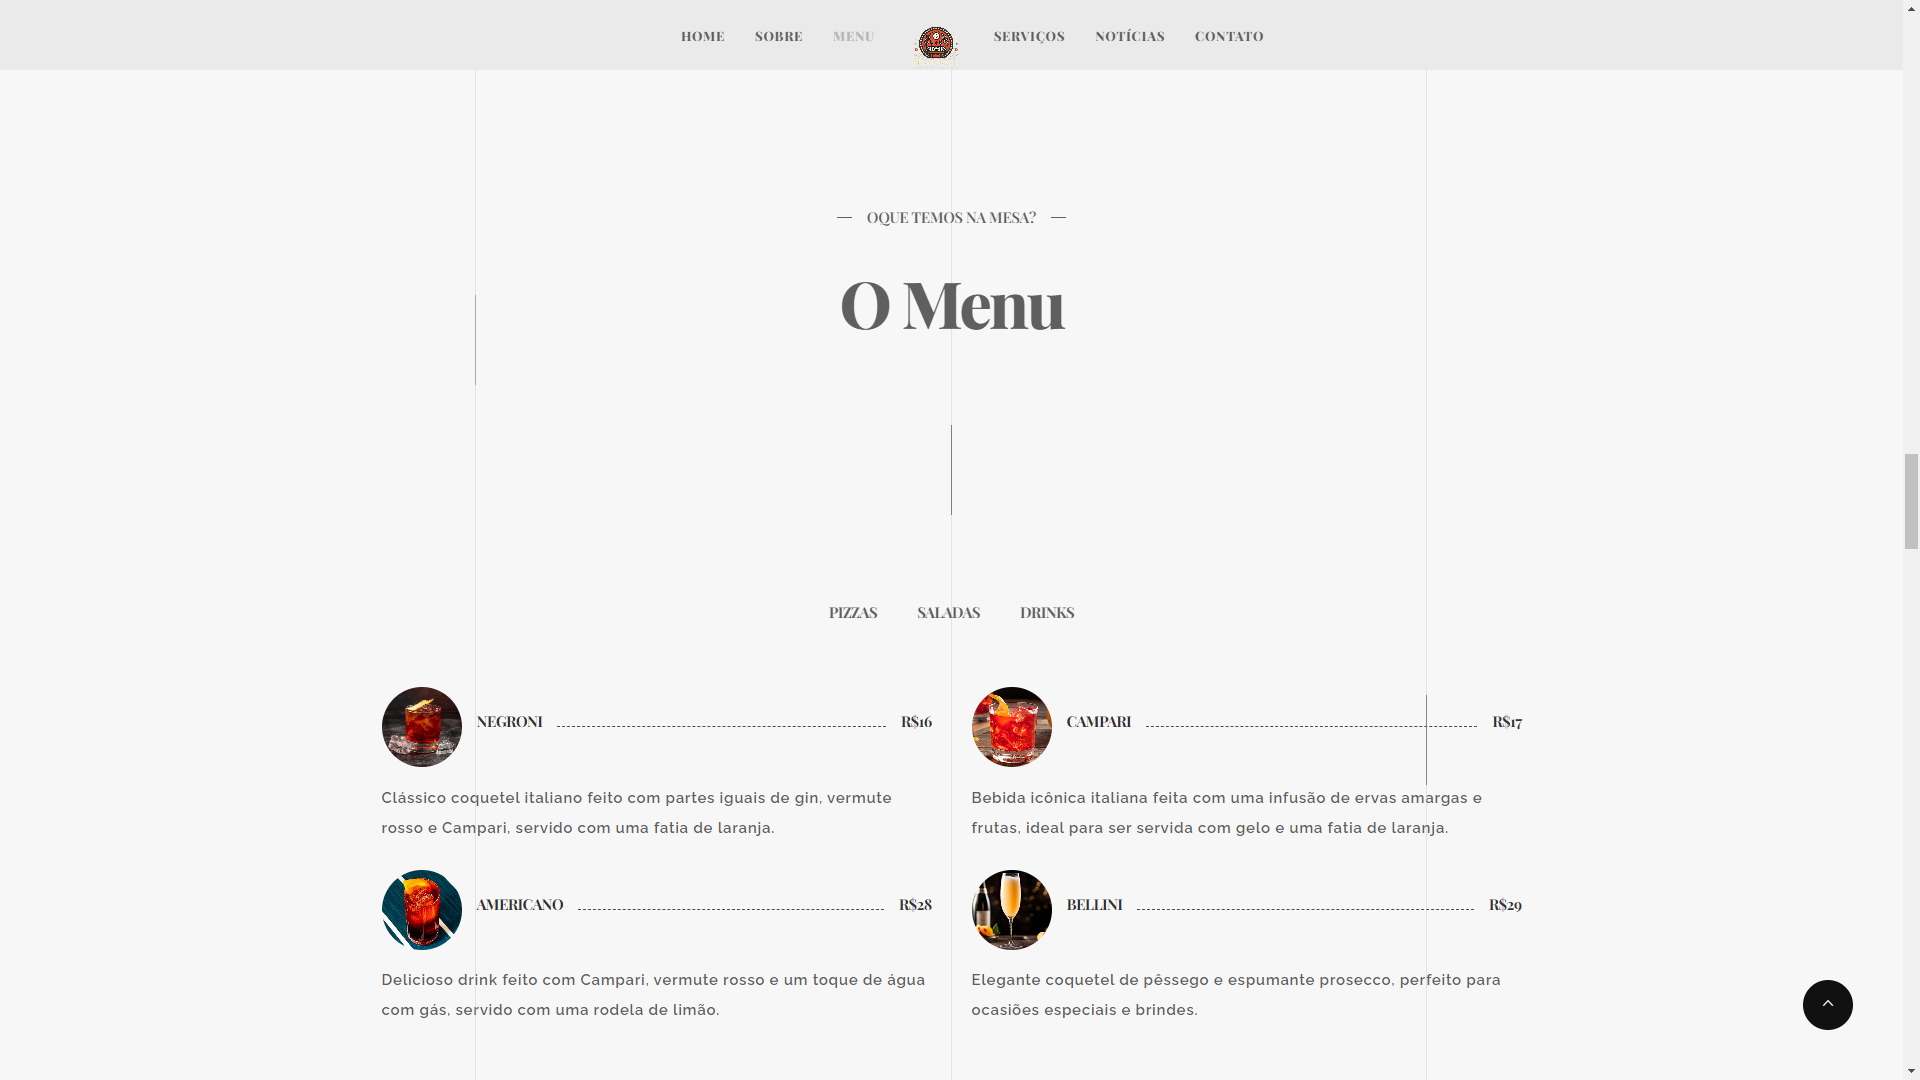 HOME SOBRE MENU SERVIÇOS NOTÍCIAS CONTATO
OQUE TEMOS NA MESA?
O Menu
PIZZAS SALADAS DRINKS
NEGRONI R$16
Clássico coquetel italiano feito com partes iguais de gin, vermute
rosso e Campari, servido com uma fatia de laranja.
CAMPARI R$17
Bebida icônica italiana feita com uma infusão de ervas amargas e
frutas, ideal para ser servida com gelo e uma fatia de laranja.
AMERICANO R$28
Delicioso drink feito com Campari, vermute rosso e um toque de água
com gás, servido com uma rodela de limão.
BELLINI R$29
Elegante coquetel de pêssego e espumante prosecco, perfeito para
ocasiões especiais e brindes.